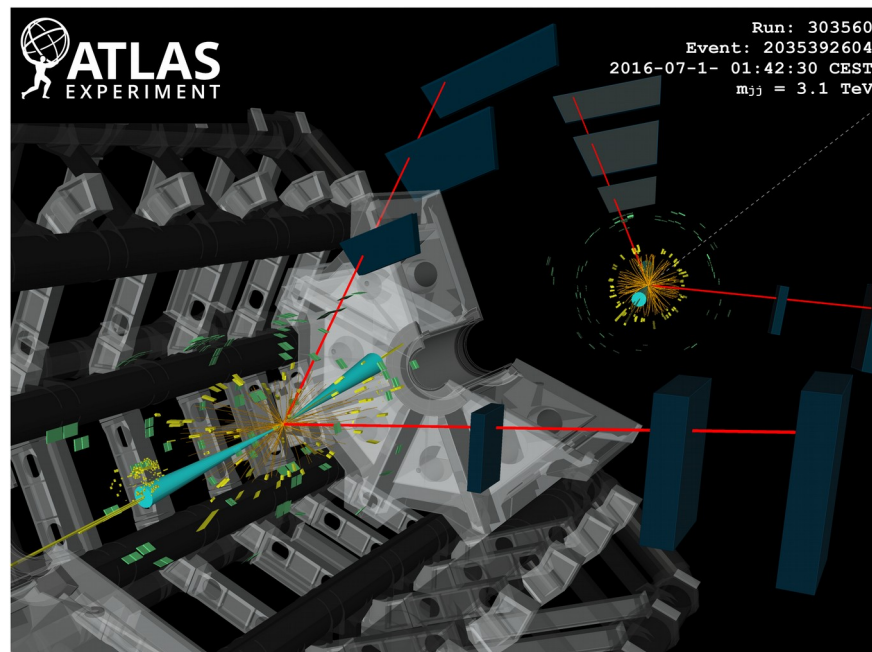 ATLAS
EXPERIMENT
Run: 303560
Event: 2035392604
2016-07-1- 01:42:30 CEST
mjj = 3.1 TeV